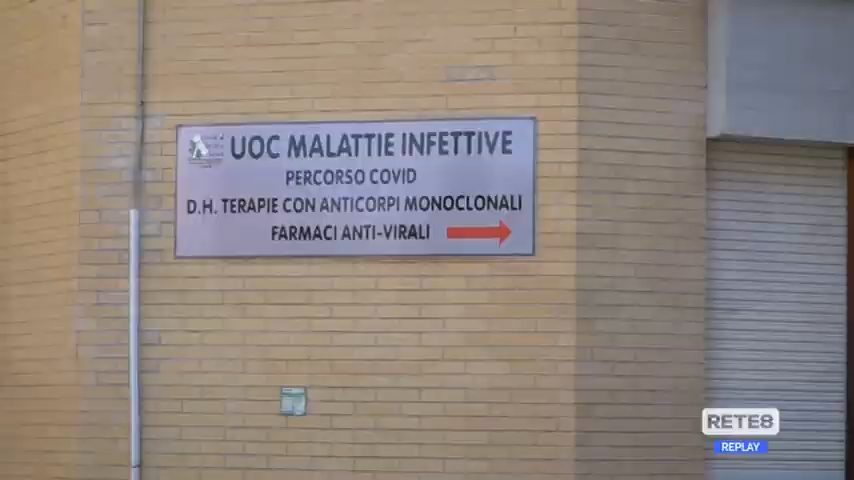 UOC MALATTIE INFETTIVE
PERCORSO COVID
D.H. TERAPIE CON ANTICORPI MONOCLONALI
FARMACI ANTI-VIRALI
RETE8
REPLAY